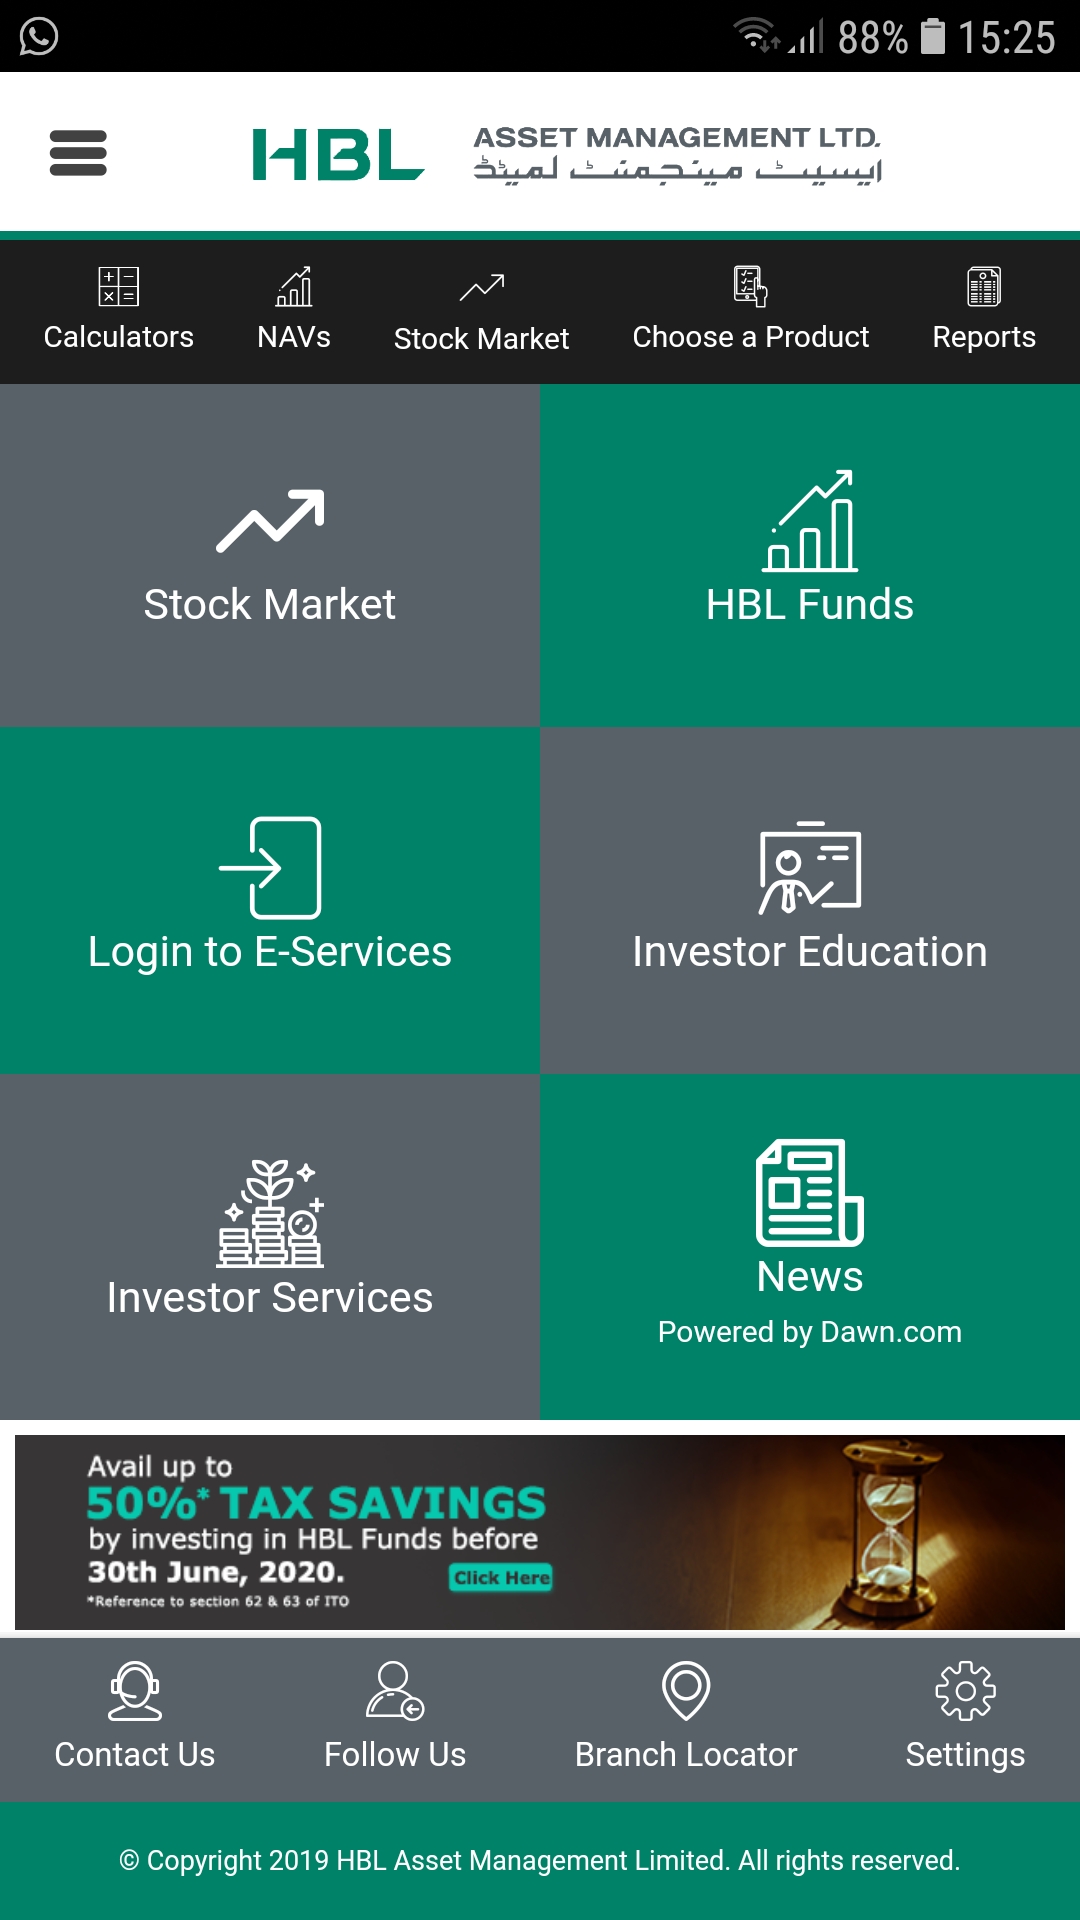 88% 15:25
HBL ASSET MANAGEMENT LTD.
ایسیٹ مینجمنٹ لمیٹڈ
Calculators NAVs Stock Market Choose a Product Reports
Stock Market HBL Funds
Login to E-Services Investor Education
Investor Services News
Powered by Dawn.com
Avail up to
50%* TAX SAVINGS
by investing in HBL Funds before
30th June, 2020. Click Here
*Reference to section 62 & 63 of ITO
Contact Us Follow Us Branch Locator Settings
© Copyright 2019 HBL Asset Management Limited. All rights reserved.